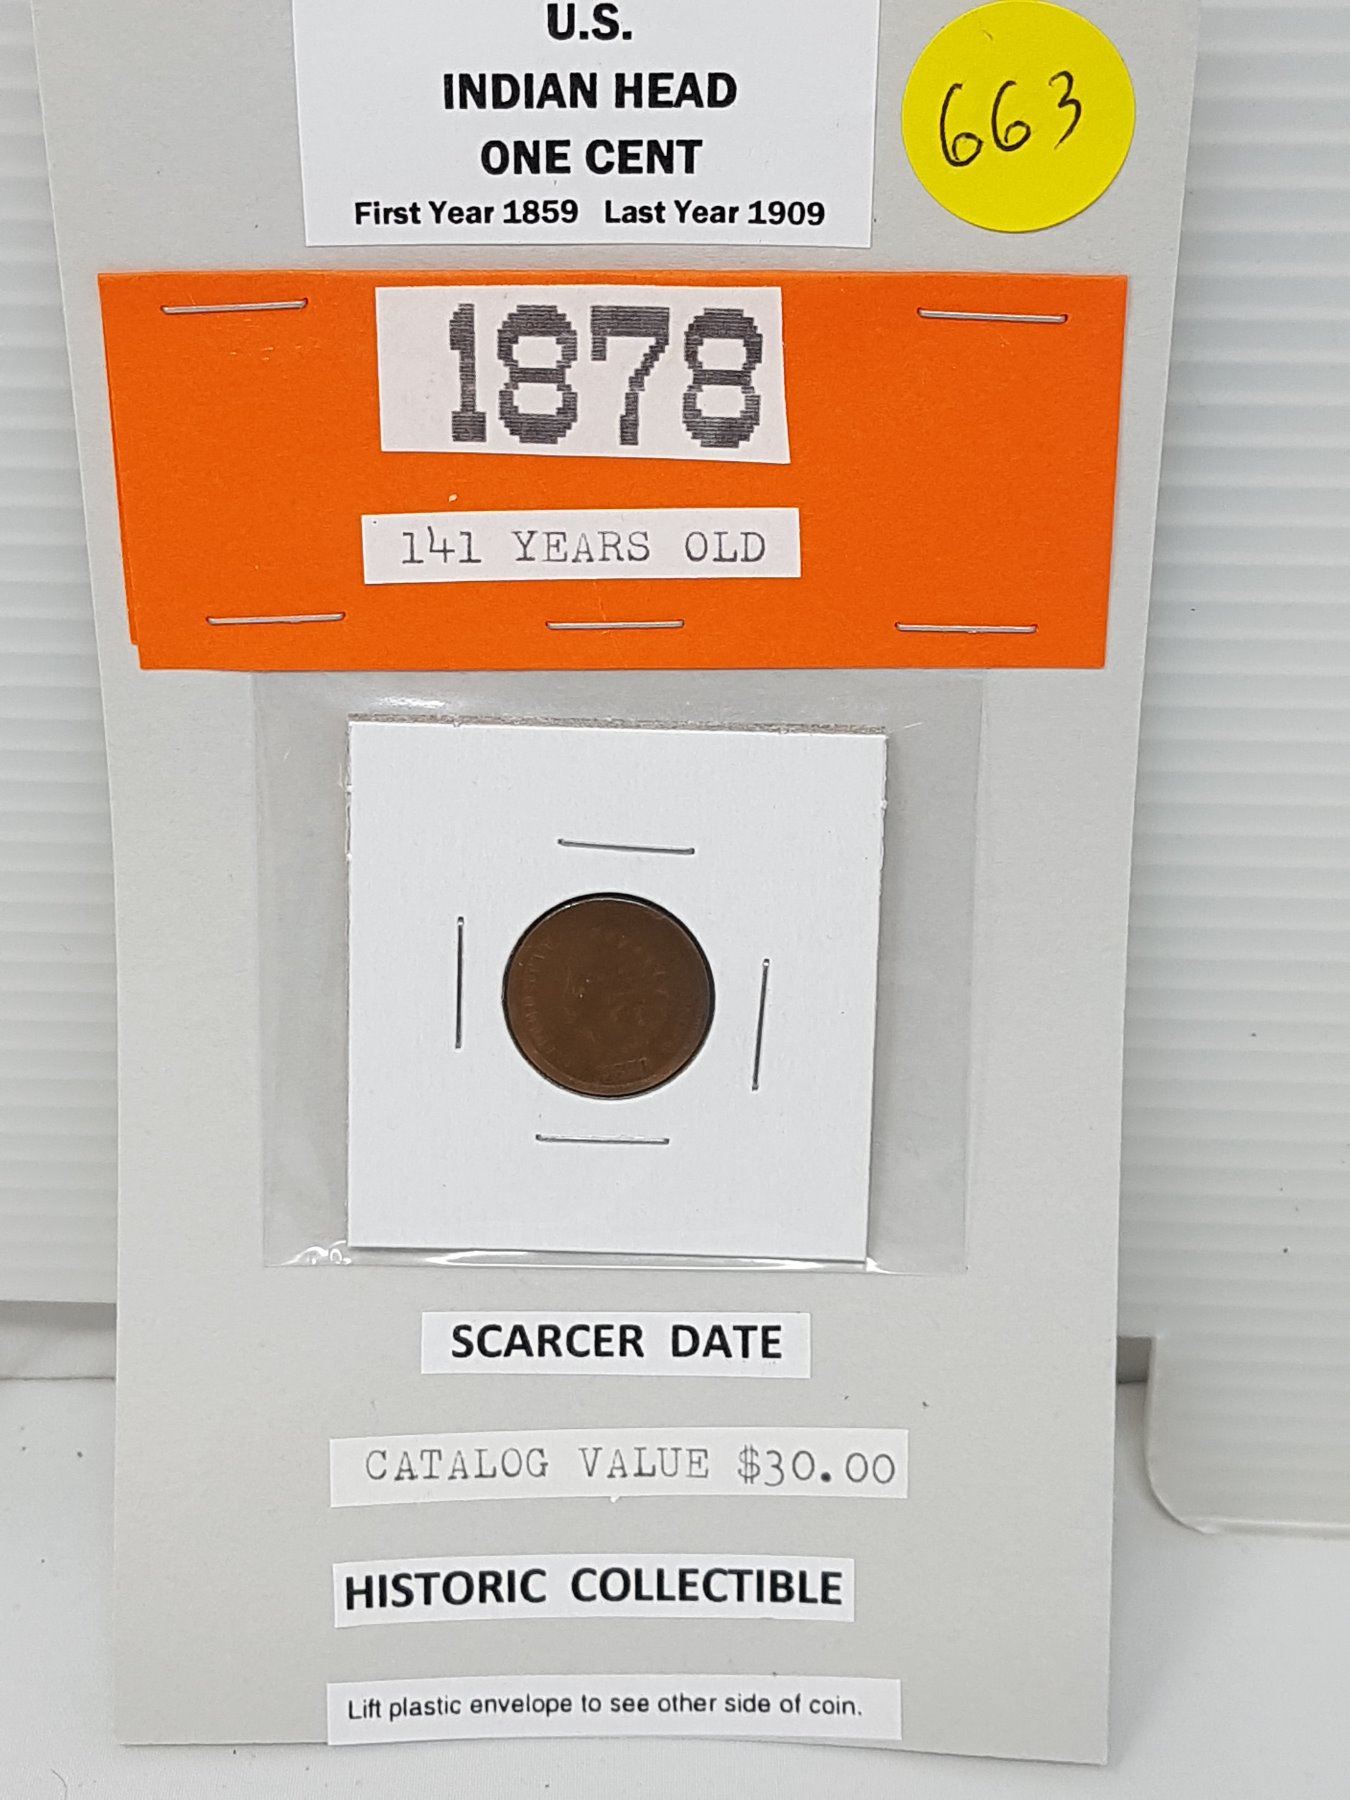 U.S.
INDIAN HEAD
ONE CENT
First Year 1859 Last Year 1909
663
1878
141 YEARS OLD
SCARCER DATE
CATALOG VALUE $30.00
HISTORIC COLLECTIBLE
Lift plastic envelope to see other side of coin.